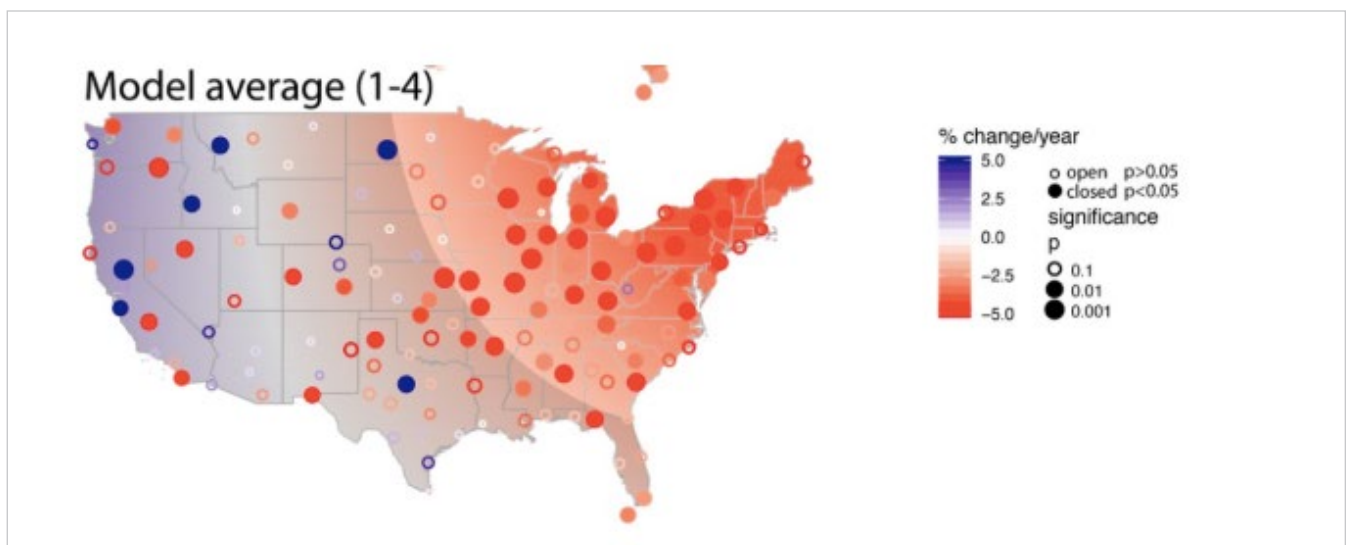 Model average (1-4)
% change/year
5.0
2.5
0.0
−2.5
−5.0
open p>0.05
closed p<0.05
significance
p
0.1
0.01
0.001